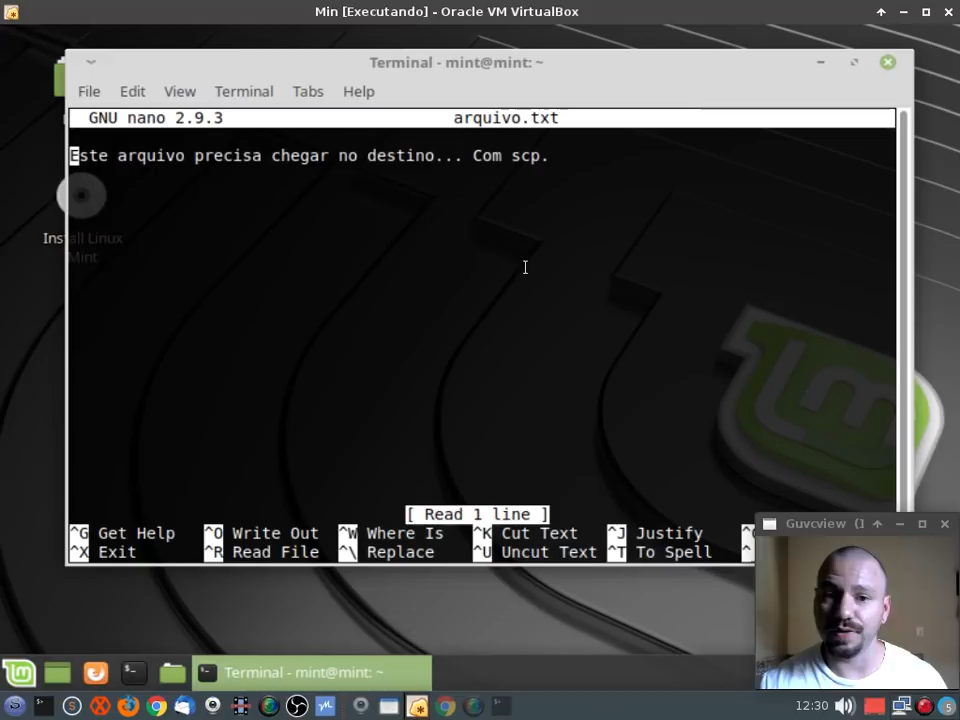 Min [Executando] - Oracle VM VirtualBox
Terminal - mint@mint: ~
File Edit View Terminal Tabs Help
GNU nano 2.9.3 arquivo.txt
Este arquivo precisa chegar no destino... Com scp.
Install Linux
Mint
[ Read 1 line ]
^G Get Help ^O Write Out ^W Where Is ^K Cut Text ^J Justify
^X Exit ^R Read File ^\ Replace ^U Uncut Text ^T To Spell
Guvcview (1
Terminal - mint@mint: ~
12:30